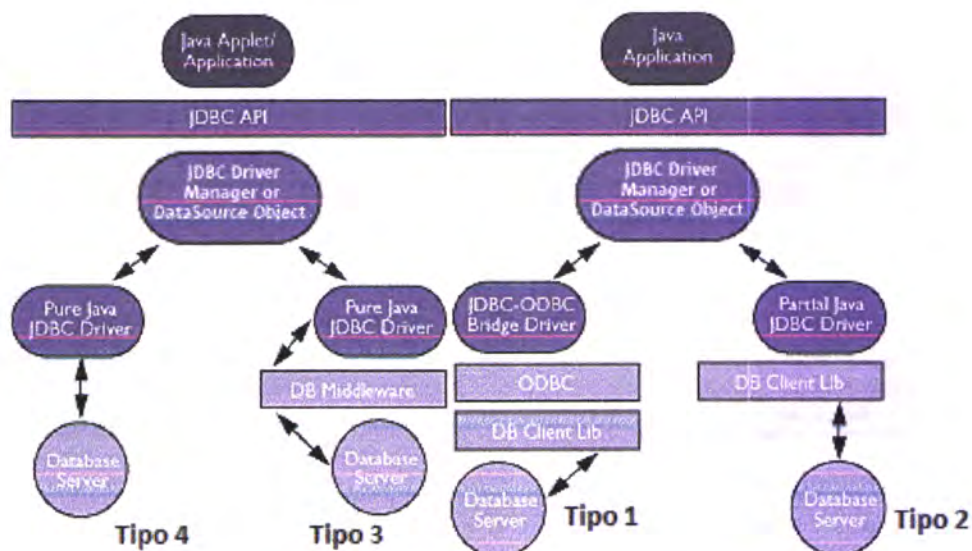 Java Applet/
Application
Java
Application
JDBC API
JDBC API
JDBC Driver
Manager or
DataSource Object
JDBC Driver
Manager or
DataSource Object
Pure Java
JDBC Driver
Pure Java
JDBC Driver
JDBC-ODBC
Bridge Driver
Partial Java
JDBC Driver
DB Middleware
ODBC
DB Client Lib
DB Client Lib
Database
Server
Database
Server
Database
Server
Database
Server
Tipo 4
Tipo 3
Tipo 1
Tipo 2